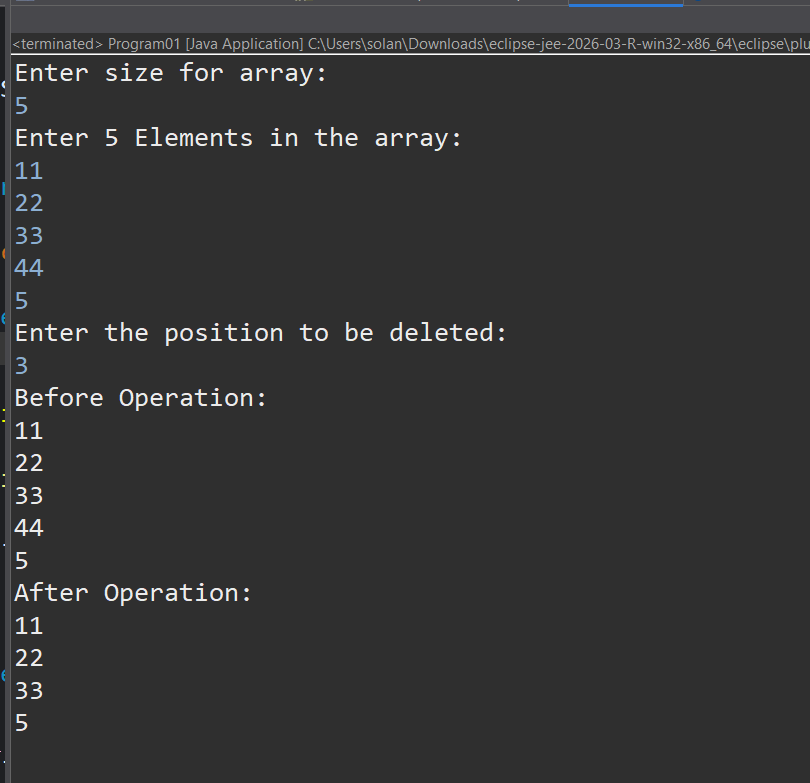 <terminated> Program01 [Java Application] C:\Users\solan\Downloads\eclipse-jee-2026-03-R-win32-x86_64\eclipse\plu
Enter size for array:
5
Enter 5 Elements in the array:
11
22
33
44
5
Enter the position to be deleted:
3
Before Operation:
11
22
33
44
5
After Operation:
11
22
33
5